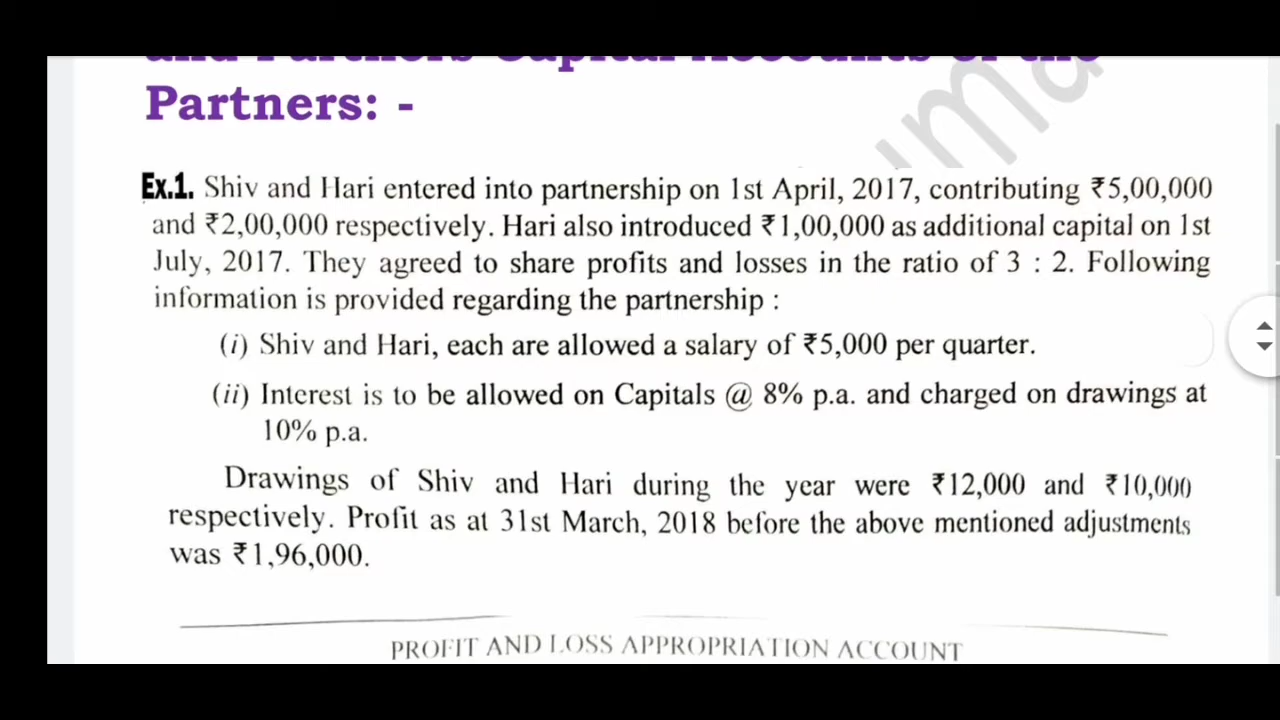 and Partners Capital Accounts of the
Partners: -
Ex.1. Shiv and Hari entered into partnership on 1st April, 2017, contributing ₹5,00,000
and ₹2,00,000 respectively. Hari also introduced ₹1,00,000 as additional capital on 1st
July, 2017. They agreed to share profits and losses in the ratio of 3 : 2. Following
information is provided regarding the partnership :
(i) Shiv and Hari, each are allowed a salary of ₹5,000 per quarter.
(ii) Interest is to be allowed on Capitals @ 8% p.a. and charged on drawings at
10% p.a.
Drawings of Shiv and Hari during the year were ₹12,000 and ₹10,000
respectively. Profit as at 31st March, 2018 before the above mentioned adjustments
was ₹1,96,000.
PROFIT AND LOSS APPROPRIATION ACCOUNT